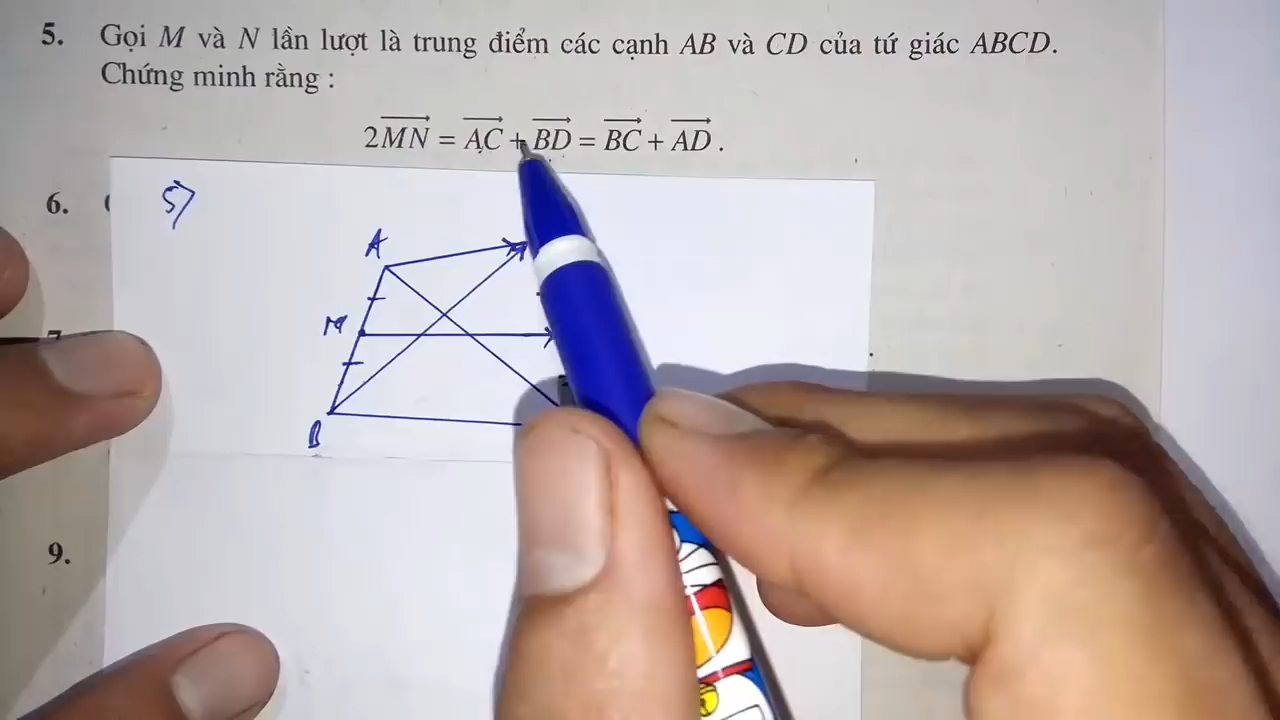 5. Gọi M và N lần lượt là trung điểm các cạnh AB và CD của tứ giác ABCD.
Chứng minh rằng :
2\overrightarrow{MN} = \overrightarrow{AC} + \overrightarrow{BD} = \overrightarrow{BC} + \overrightarrow{AD} .
6.
5)
A
M
B
9.